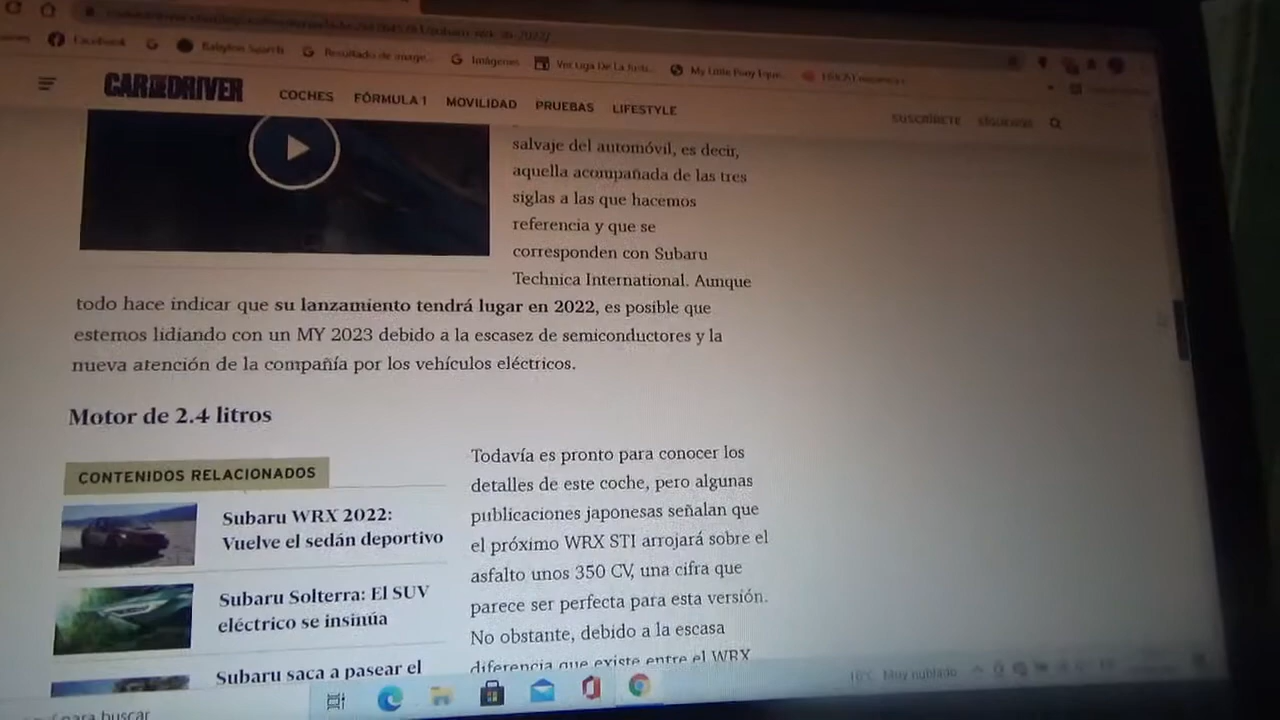 Facebook
G
Babylon Search
G Resultado de image...
G Imágenes
Ver Liga De La Justi...
My Little Pony Eque...
CAR AND DRIVER
COCHES
FÓRMULA 1
MOVILIDAD
PRUEBAS
LIFESTYLE
SUSCRÍBETE
SÍGUENOS
salvaje del automóvil, es decir,
aquella acompañada de las tres
siglas a las que hacemos
referencia y que se
corresponden con Subaru
Technica International. Aunque
todo hace indicar que su lanzamiento tendrá lugar en 2022, es posible que
estemos lidiando con un MY 2023 debido a la escasez de semiconductores y la
nueva atención de la compañía por los vehículos eléctricos.
Motor de 2.4 litros
CONTENIDOS RELACIONADOS
Subaru WRX 2022:
Vuelve el sedán deportivo
Subaru Solterra: El SUV
eléctrico se insinúa
Subaru saca a pasear el
Todavía es pronto para conocer los
detalles de este coche, pero algunas
publicaciones japonesas señalan que
el próximo WRX STI arrojará sobre el
asfalto unos 350 CV, una cifra que
parece ser perfecta para esta versión.
No obstante, debido a la escasa
diferencia que existe entre el WRX
para buscar
16°C Muy nublado